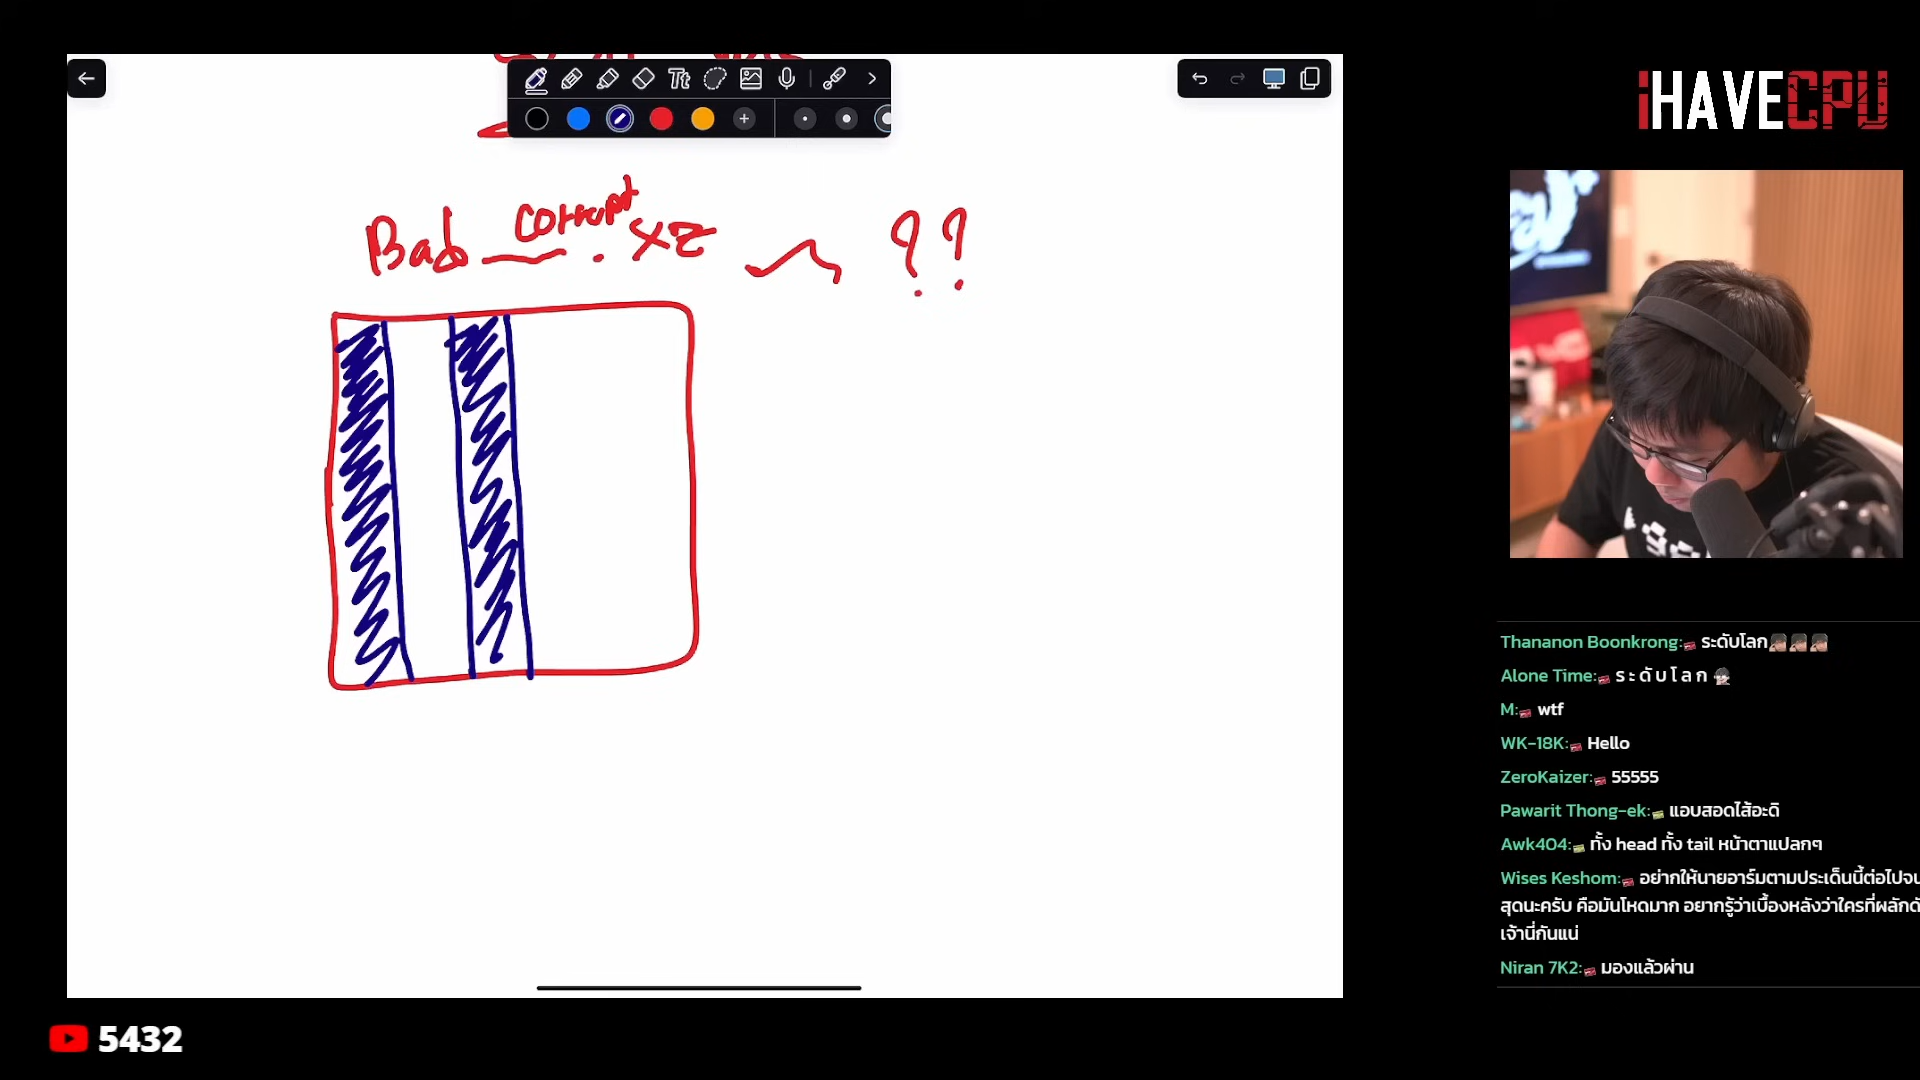 iHAVECPU
Tt
Bad corrupt . xz ??
Thananon Boonkrong: ระดับโลก
Alone Time: ร ะ ดั บ โ ล ก
M: wtf
WK-18K: Hello
ZeroKaizer: 55555
Pawarit Thong-ek: แอบสอดไส้อะดิ
Awk404: ทั้ง head ทั้ง tail หน้าตาแปลกๆ
Wises Keshom: อย่ากให้นายอาร์มตามประเด็นนี้ต่อไปจน
สุดนะครับ คือมันโหดมาก อยากรู้ว่าเบื้องหลังว่าใครที่ผลักดั
เจ้านี่กันแน่
Niran 7K2: มองแล้วผ่าน
5432